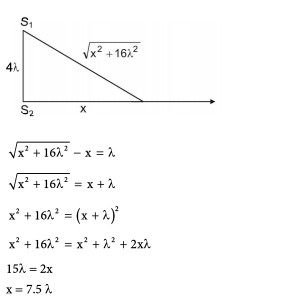 S₁
√(x² + 16λ²)
4λ
S₂
x
√(x² + 16λ²) − x = λ
√(x² + 16λ²) = x + λ
x² + 16λ² = (x + λ)²
x² + 16λ² = x² + λ² + 2xλ
15λ = 2x
x = 7.5 λ